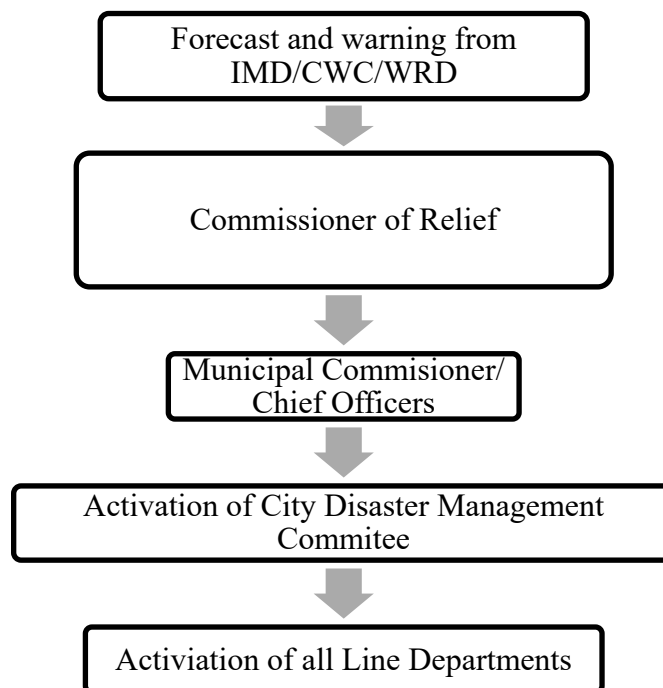 Forecast and warning from
IMD/CWC/WRD
Commissioner of Relief
Municipal Commisioner/
Chief Officers
Activation of City Disaster Management
Commitee
Activiation of all Line Departments